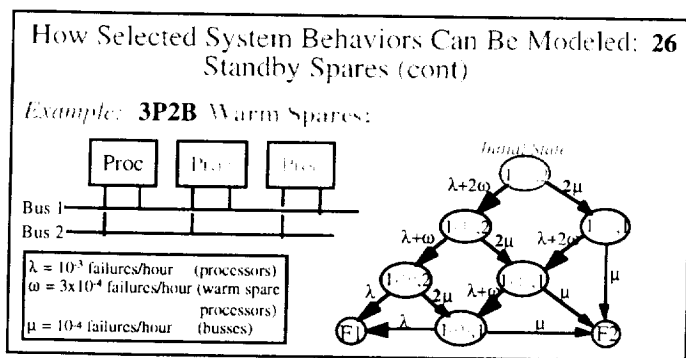 How Selected System Behaviors Can Be Modeled: 26
Standby Spares (cont)
Example: 3P2B Warm Spares:
Proc
Proc
Proc
Bus 1
Bus 2
λ = 10⁻³ failures/hour (processors)
ω = 3x10⁻⁴ failures/hour (warm spare
processors)
μ = 10⁻⁴ failures/hour (busses)
Initial State
λ+2ω
2μ
λ+ω
2μ
λ+2ω
λ
2μ
λ+ω
μ
μ
F1
λ
μ
F2